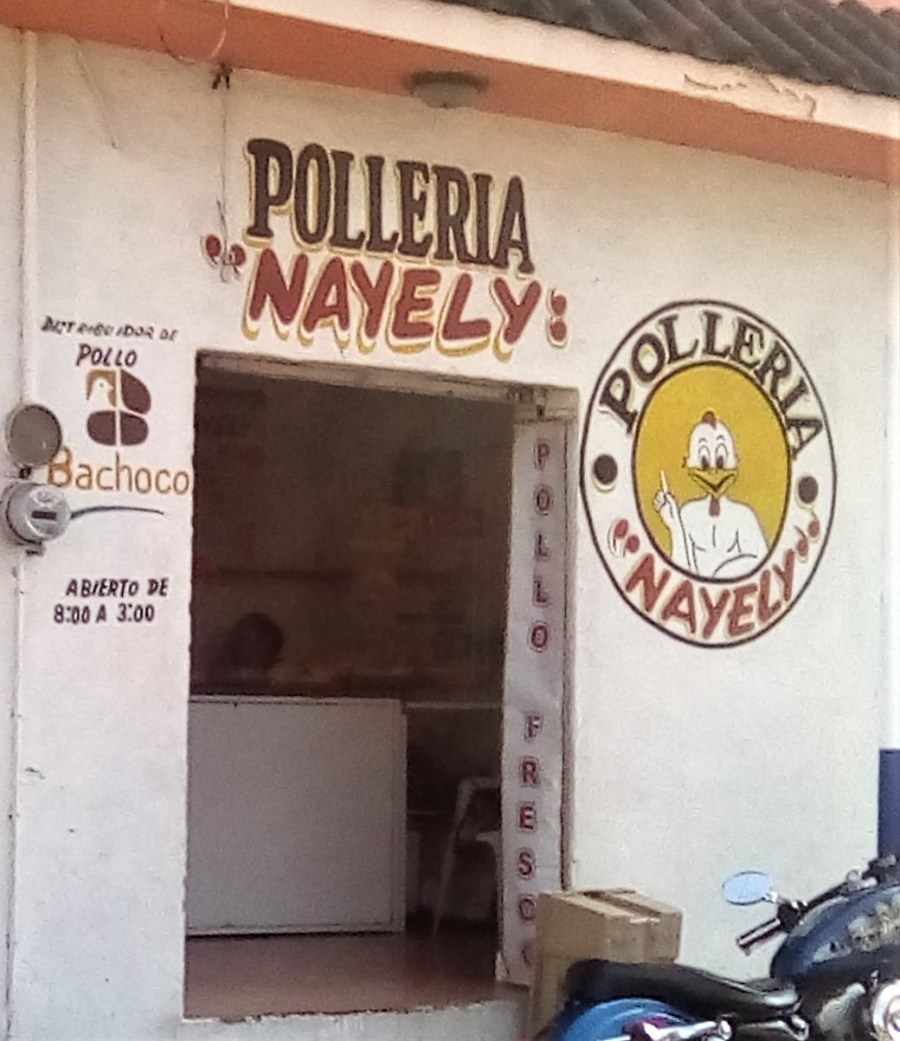 POLLERIA
"NAYELY"
DISTRIBUIDOR DE
POLLO
Bachoco
ABIERTO DE
8:00 A 3:00
POLLO FRESCO
POLLERIA
"NAYELY"